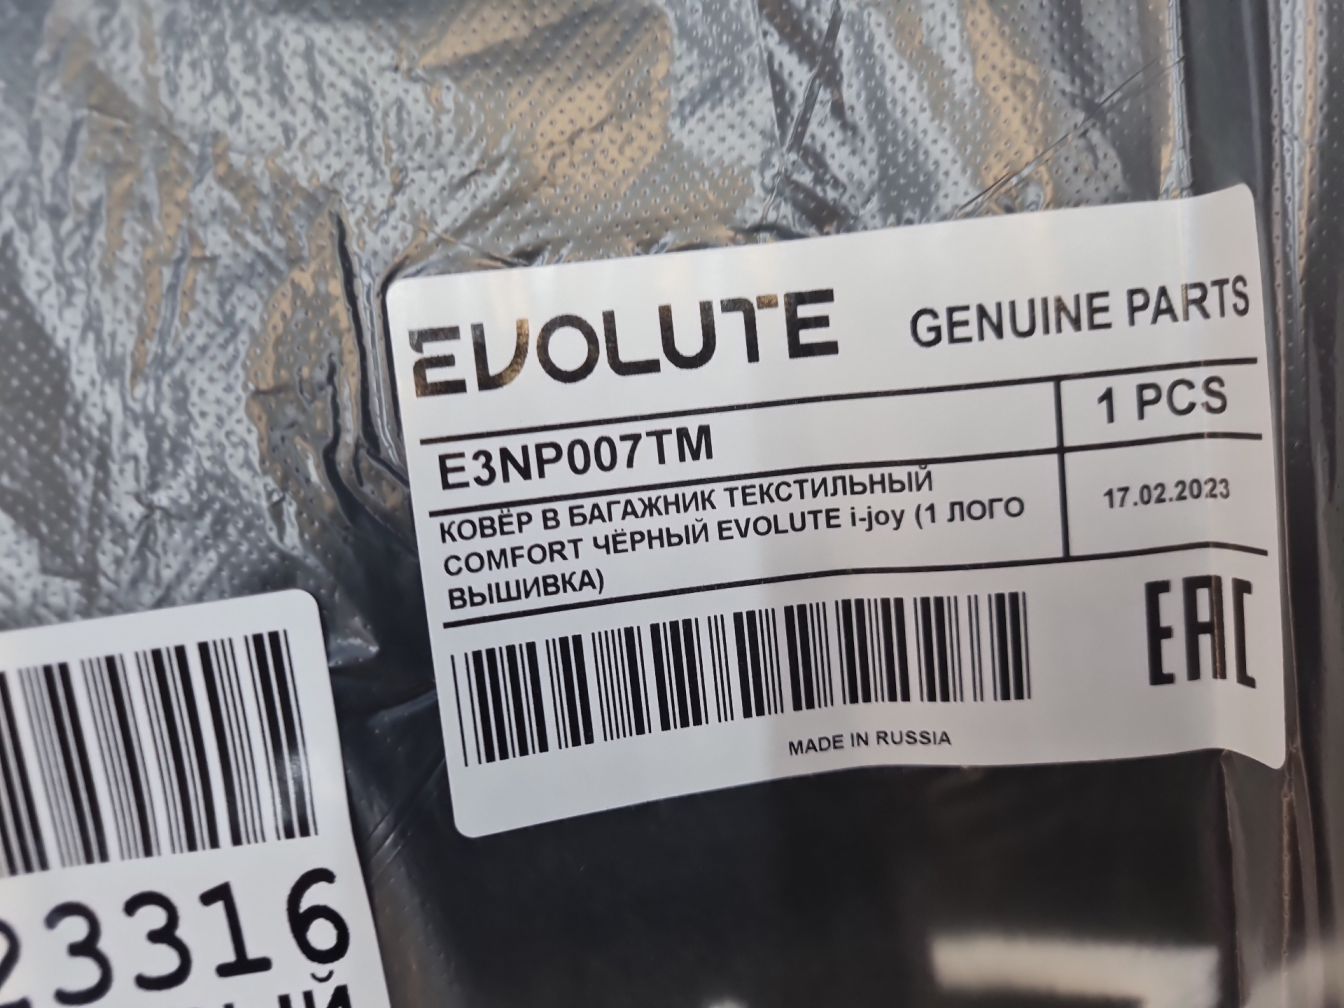 EVOLUTE GENUINE PARTS
E3NP007TM 1 PCS
КОВЁР В БАГАЖНИК ТЕКСТИЛЬНЫЙ
COMFORT ЧЁРНЫЙ EVOLUTE i-joy (1 ЛОГО
ВЫШИВКА)
17.02.2023
EAC
MADE IN RUSSIA
23316